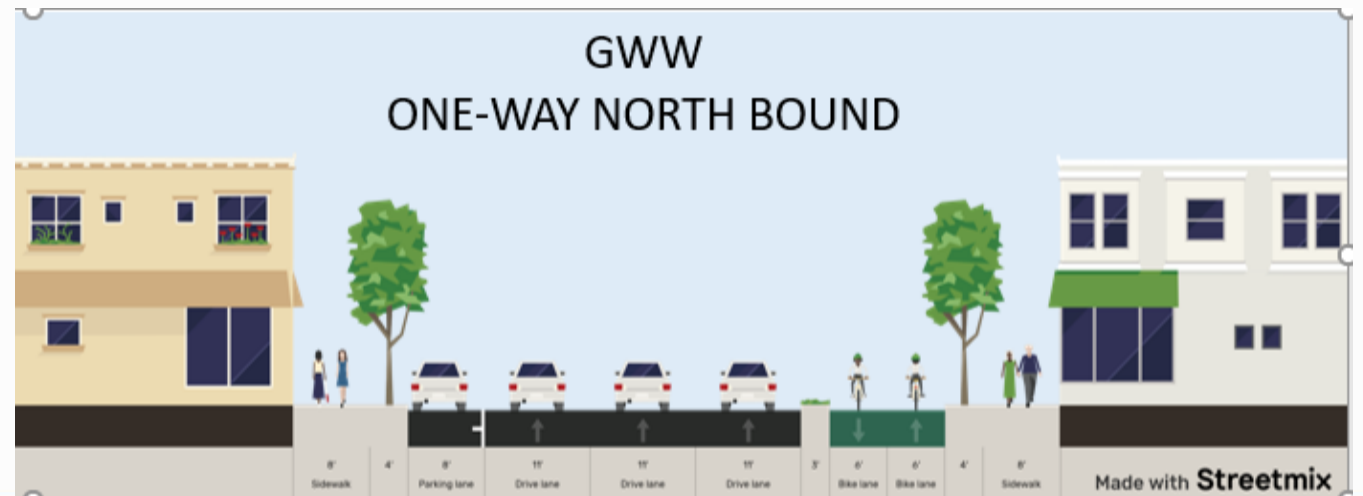 GWW
ONE-WAY NORTH BOUND
8' 4' 8' 11' 11' 11' 3' 6' 6' 4' 8'
Sidewalk Parking lane Drive lane Drive lane Drive lane Bike lane Bike lane Sidewalk
Made with Streetmix